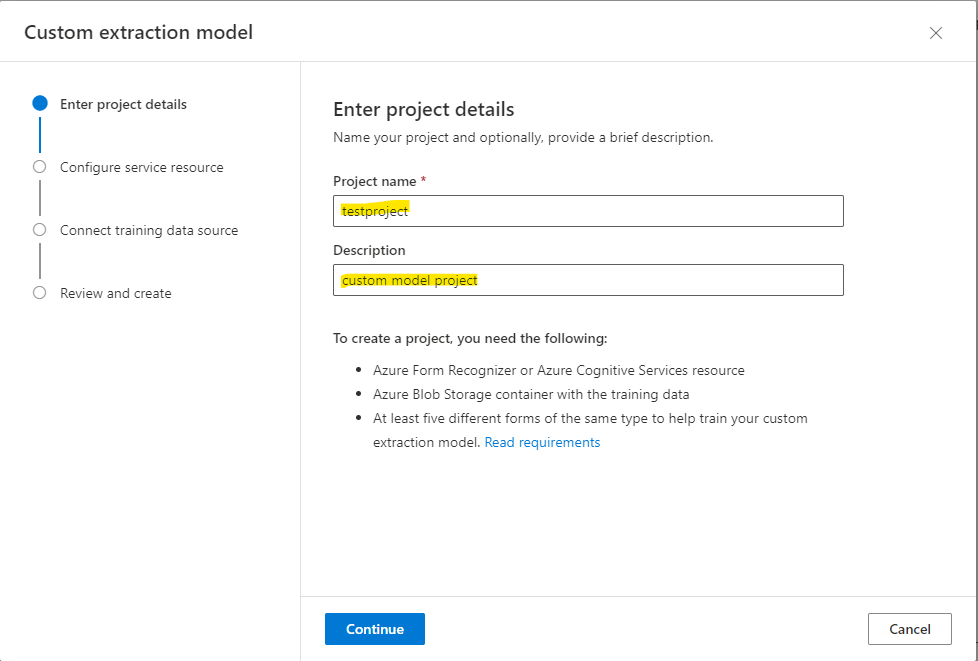 Custom extraction model
Enter project details
Configure service resource
Connect training data source
Review and create
Enter project details
Name your project and optionally, provide a brief description.
Project name *
testproject
Description
custom model project
To create a project, you need the following:
• Azure Form Recognizer or Azure Cognitive Services resource
• Azure Blob Storage container with the training data
• At least five different forms of the same type to help train your custom
extraction model. Read requirements
Continue
Cancel